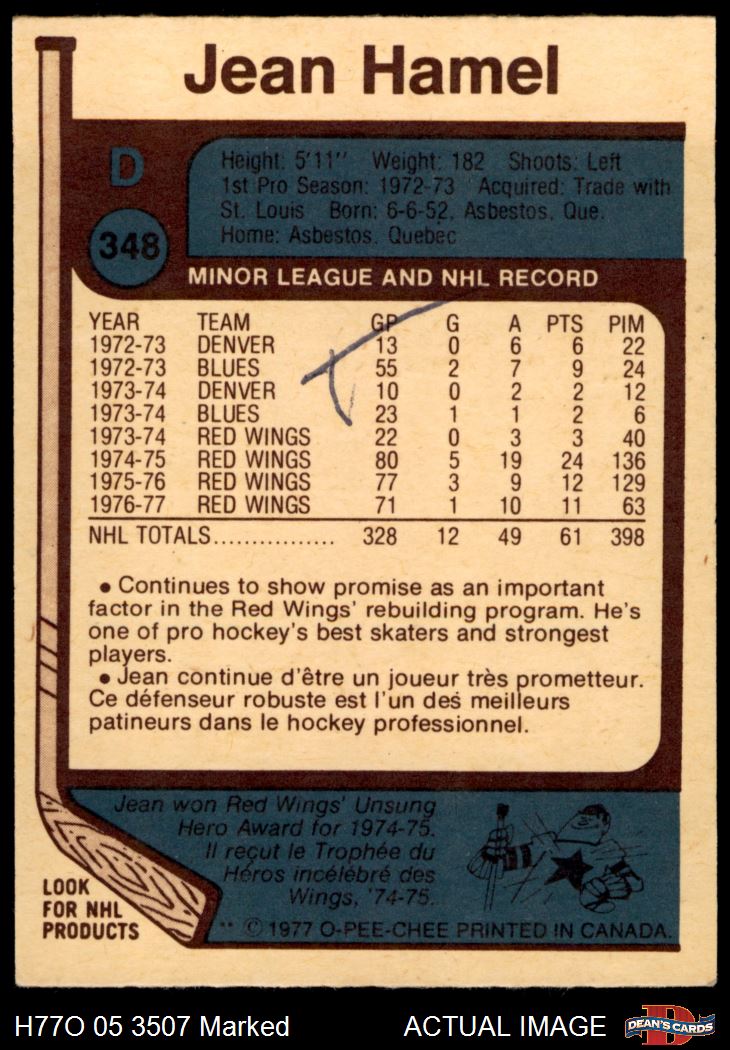 Jean Hamel
D
348
Height: 5'11'' Weight: 182 Shoots: Left
1st Pro Season: 1972-73 Acquired: Trade with
St. Louis Born: 6-6-52, Asbestos, Que.
Home: Asbestos, Quebec
MINOR LEAGUE AND NHL RECORD
YEAR TEAM GP G A PTS PIM
1972-73 DENVER 13 0 6 6 22
1972-73 BLUES 55 2 7 9 24
1973-74 DENVER 10 0 2 2 12
1973-74 BLUES 23 1 1 2 6
1973-74 RED WINGS 22 0 3 3 40
1974-75 RED WINGS 80 5 19 24 136
1975-76 RED WINGS 77 3 9 12 129
1976-77 RED WINGS 71 1 10 11 63
NHL TOTALS................ 328 12 49 61 398
● Continues to show promise as an important
factor in the Red Wings' rebuilding program. He's
one of pro hockey's best skaters and strongest
players.
● Jean continue d'être un joueur très prometteur.
Ce défenseur robuste est l'un des meilleurs
patineurs dans le hockey professionnel.
Jean won Red Wings' Unsung
Hero Award for 1974-75.
Il reçut le Trophée du
Héros incélébré des
Wings, '74-75.
LOOK
FOR NHL
PRODUCTS
** © 1977 O-PEE-CHEE PRINTED IN CANADA.
H77O 05 3507 Marked ACTUAL IMAGE
D
DEAN'S CARDS